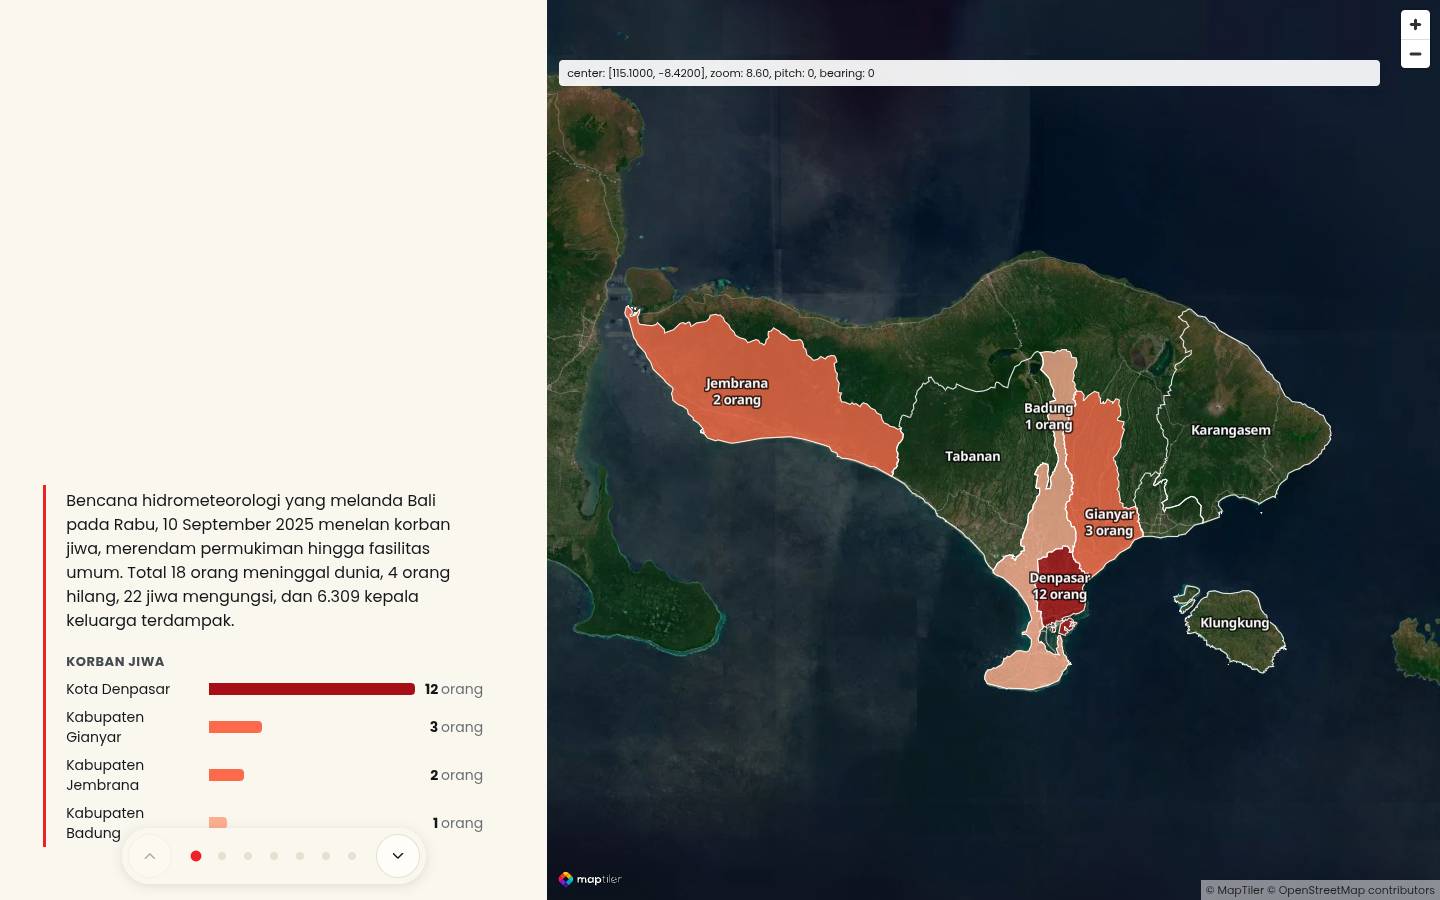 Bencana hidrometeorologi yang melanda Bali
pada Rabu, 10 September 2025 menelan korban
jiwa, merendam permukiman hingga fasilitas
umum. Total 18 orang meninggal dunia, 4 orang
hilang, 22 jiwa mengungsi, dan 6.309 kepala
keluarga terdampak.
KORBAN JIWA
Kota Denpasar 12 orang
Kabupaten
Gianyar 3 orang
Kabupaten
Jembrana 2 orang
Kabupaten
Badung 1 orang
center: [115.1000, -8.4200], zoom: 8.60, pitch: 0, bearing: 0
+
−
Jembrana
2 orang
Badung
1 orang
Karangasem
Tabanan
Gianyar
3 orang
Denpasar
12 orang
Klungkung
maptiler
© MapTiler © OpenStreetMap contributors